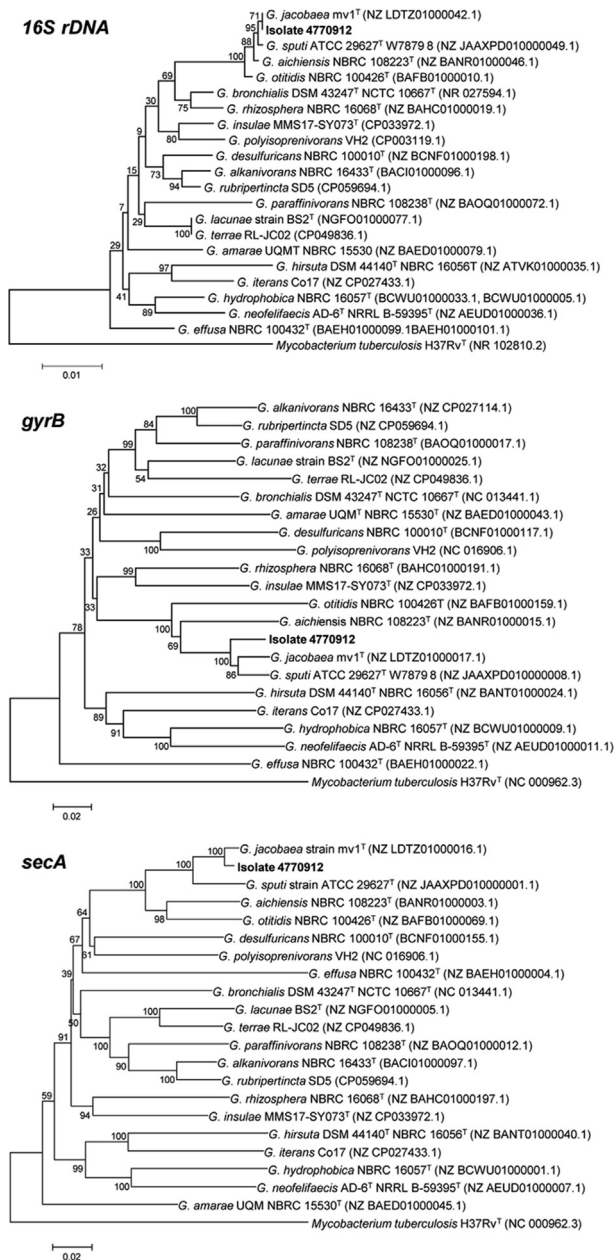 16S rDNA
71
G. jacobaea mv1ᵀ (NZ LDTZ01000042.1)
95
Isolate 4770912
88
G. sputi ATCC 29627ᵀ W7879 8 (NZ JAAXPD01000049.1)
100
G. aichiensis NBRC 108223ᵀ (NZ BANR01000046.1)
G. otitidis NBRC 100426ᵀ (BAFB01000010.1)
69
G. bronchialis DSM 43247ᵀ NCTC 10667ᵀ (NR 027594.1)
75
G. rhizosphera NBRC 16068ᵀ (NZ BAHC01000019.1)
30
G. insulae MMS17-SY073ᵀ (CP033972.1)
80
G. polyisoprenivorans VH2 (CP003119.1)
9
G. desulfuricans NBRC 100010ᵀ (NZ BCNF01000198.1)
73
G. alkanivorans NBRC 16433ᵀ (BACI01000096.1)
94
G. rubripertincta SD5 (CP059694.1)
15
G. paraffinivorans NBRC 108238ᵀ (NZ BAOQ01000072.1)
29
G. lacunae strain BS2ᵀ (NGFO01000077.1)
100
G. terrae RL-JC02 (CP049836.1)
7
G. amarae UQMT NBRC 15530 (NZ BAED01000079.1)
29
G. hirsuta DSM 44140ᵀ NBRC 16056T (NZ ATVK01000035.1)
97
G. iterans Co17 (NZ CP027433.1)
41
G. hydrophobica NBRC 16057ᵀ (BCWU01000033.1, BCWU01000005.1)
89
G. neofelifaecis AD-6ᵀ NRRL B-59395ᵀ (NZ AEUD01000036.1)
G. effusa NBRC 100432ᵀ (BAEH01000099.1BAEH01000101.1)
Mycobacterium tuberculosis H37Rvᵀ (NR 102810.2)
0.01
gyrB
100
G. alkanivorans NBRC 16433ᵀ (NZ CP027114.1)
84
G. rubripertincta SD5 (NZ CP059694.1)
99
G. paraffinivorans NBRC 108238ᵀ (BAOQ01000017.1)
32
G. lacunae strain BS2ᵀ (NZ NGFO01000025.1)
54
G. terrae RL-JC02 (NZ CP049836.1)
31
G. bronchialis DSM 43247ᵀ NCTC 10667ᵀ (NC 013441.1)
26
G. amarae UQMᵀ NBRC 15530ᵀ (NZ BAED01000043.1)
G. desulfuricans NBRC 100010ᵀ (BCNF01000117.1)
100
G. polyisoprenivorans VH2 (NC 016906.1)
33
G. rhizosphera NBRC 16068ᵀ (BAHC01000191.1)
99
G. insulae MMS17-SY073ᵀ (NZ CP033972.1)
33
G. otitidis NBRC 100426T (NZ BAFB01000159.1)
100
G. aichiensis NBRC 108223ᵀ (NZ BANR01000015.1)
78
69
Isolate 4770912
100
G. jacobaea mv1ᵀ (NZ LDTZ01000017.1)
86
G. sputi ATCC 29627ᵀ W7879 8 (NZ JAAXPD01000008.1)
G. hirsuta DSM 44140ᵀ NBRC 16056ᵀ (NZ BANT01000024.1)
89
G. iterans Co17 (NZ CP027433.1)
91
G. hydrophobica NBRC 16057ᵀ (NZ BCWU01000009.1)
100
G. neofelifaecis AD-6ᵀ NRRL B-59395ᵀ (NZ AEUD01000011.1)
G. effusa NBRC 100432ᵀ (BAEH01000022.1)
Mycobacterium tuberculosis H37Rvᵀ (NC 000962.3)
0.02
secA
100
G. jacobaea strain mv1ᵀ (NZ LDTZ01000016.1)
100
Isolate 4770912
100
G. sputi strain ATCC 29627ᵀ (NZ JAAXPD010000001.1)
G. aichiensis NBRC 108223ᵀ (BANR01000003.1)
98
G. otitidis NBRC 100426ᵀ (NZ BAFB01000069.1)
64
G. desulfuricans NBRC 100010ᵀ (BCNF01000155.1)
67
61
G. polyisoprenivorans VH2 (NC 016906.1)
G. effusa NBRC 100432ᵀ (NZ BAEH01000004.1)
39
G. bronchialis DSM 43247ᵀ NCTC 10667ᵀ (NC 013441.1)
G. lacunae BS2ᵀ (NZ NGFO01000005.1)
100
50
G. terrae RL-JC02 (NZ CP049836.1)
91
100
G. paraffinivorans NBRC 108238ᵀ (NZ BAOQ01000012.1)
90
G. alkanivorans NBRC 16433ᵀ (BACI01000097.1)
100
G. rubripertincta SD5 (CP059694.1)
59
G. rhizosphera NBRC 16068ᵀ (NZ BAHC01000197.1)
94
G. insulae MMS17-SY073ᵀ (NZ CP033972.1)
G. hirsuta DSM 44140ᵀ NBRC 16056ᵀ (NZ BANT01000040.1)
100
G. iterans Co17 (NZ CP027433.1)
99
G. hydrophobica NBRC 16057ᵀ (NZ BCWU01000001.1)
100
G. neofelifaecis AD-6ᵀ NRRL B-59395ᵀ (NZ AEUD01000007.1)
G. amarae UQM NBRC 15530ᵀ (NZ BAED01000045.1)
Mycobacterium tuberculosis H37Rvᵀ (NC 000962.3)
0.02